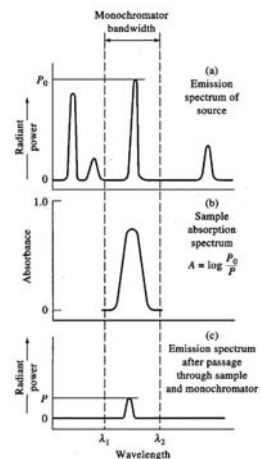 Monochromator
bandwidth
P₀
(a)
Emission
spectrum of
source
Radiant
power
0
1.0
(b)
Sample
absorption
spectrum
A = log P₀/P
Absorbance
0
(c)
Emission spectrum
after passage
through sample
and monochromator
Radiant
power
P
0
λ₁
λ₂
Wavelength